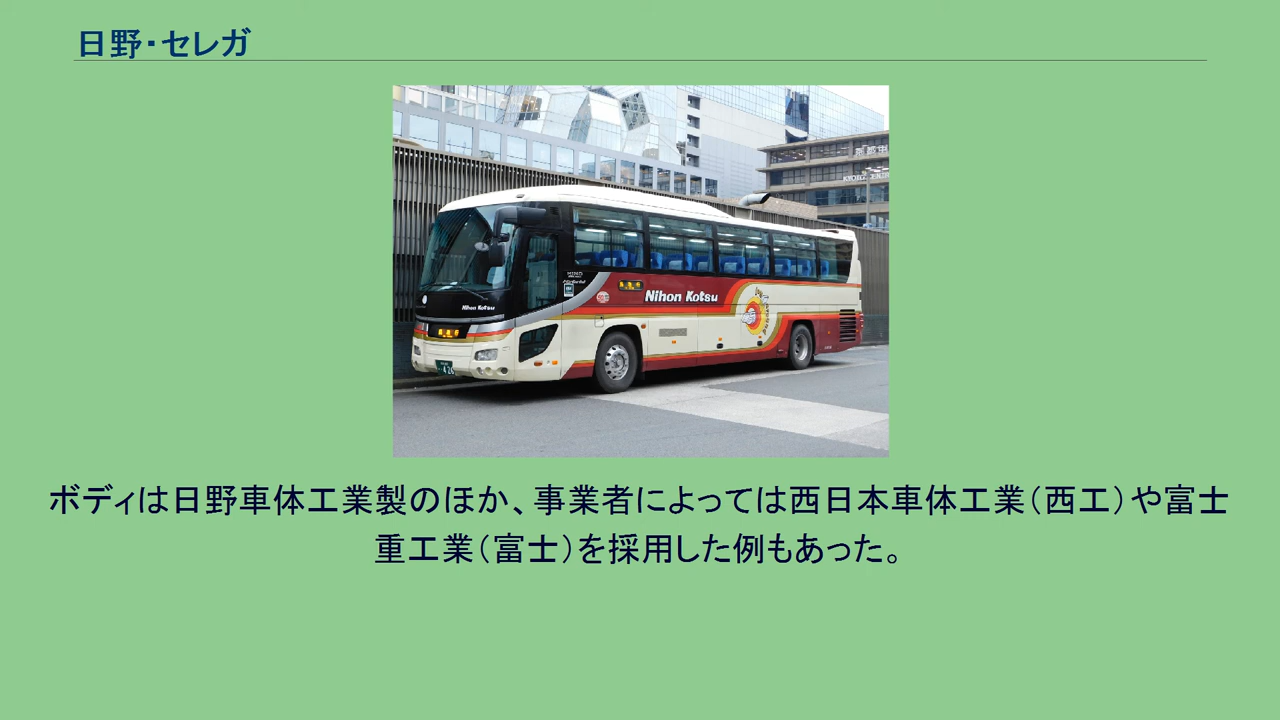 日野・セレガ
Nihon Kotsu
Nihon Kotsu
・426
ボディは日野車体工業製のほか、事業者によっては西日本車体工業（西工）や富士
重工業（富士）を採用した例もあった。